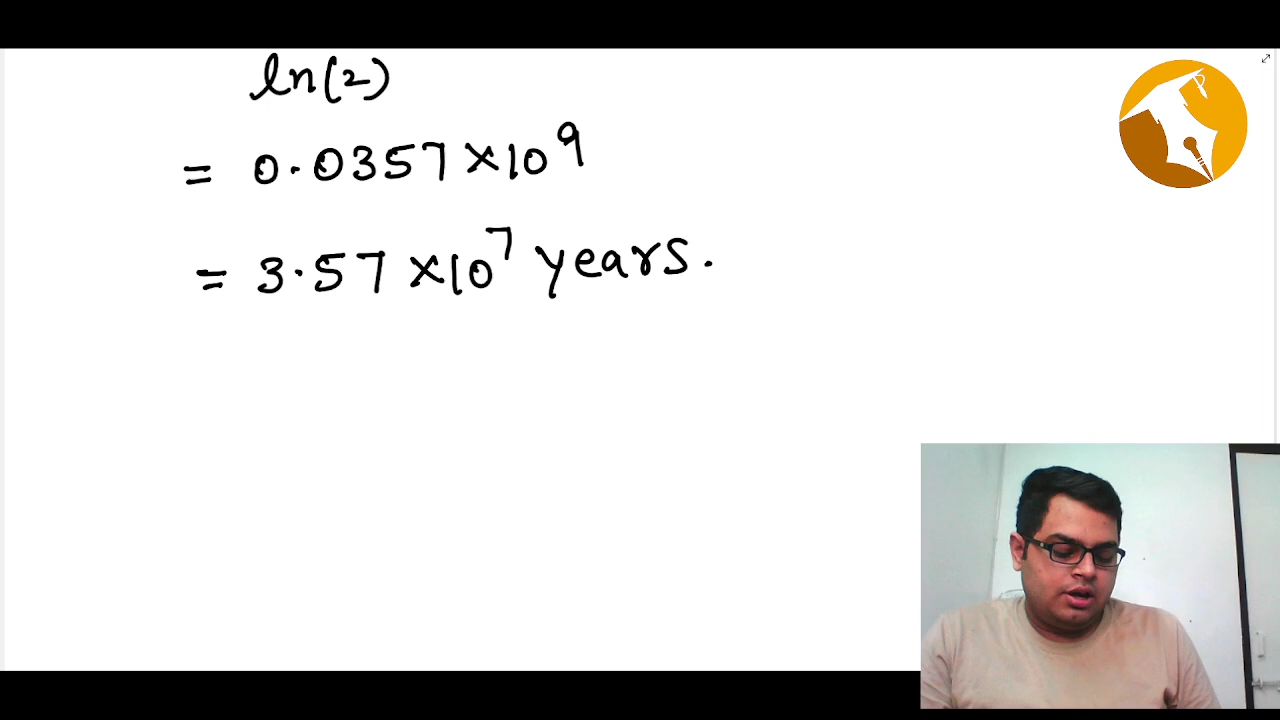 ln(2)
= 0.0357 × 10⁹
= 3.57 × 10⁷ years.